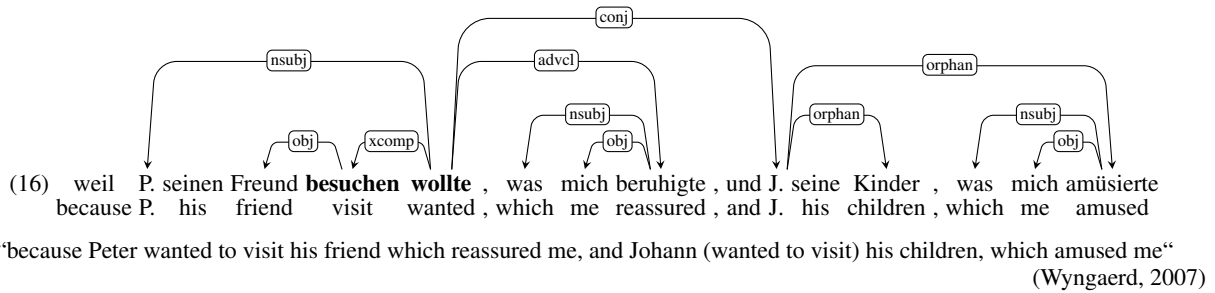 conj
nsubj advcl orphan
nsubj orphan nsubj
obj xcomp obj obj
(16) weil P. seinen Freund besuchen wollte , was mich beruhigte , und J. seine Kinder , was mich amüsierte
because P. his friend visit wanted , which me reassured , and J. his children , which me amused
“because Peter wanted to visit his friend which reassured me, and Johann (wanted to visit) his children, which amused me“
(Wyngaerd, 2007)